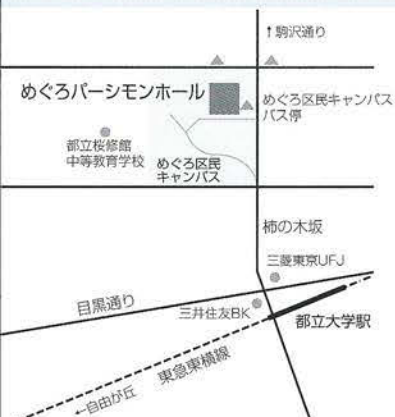 ↑駒沢通り
めぐろパーシモンホール
めぐろ区民キャンパス
バス停
都立桜修館
中等教育学校
めぐろ区民
キャンパス
柿の木坂
三菱東京UFJ
目黒通り
三井住友BK
都立大学駅
東急東横線
←自由が丘